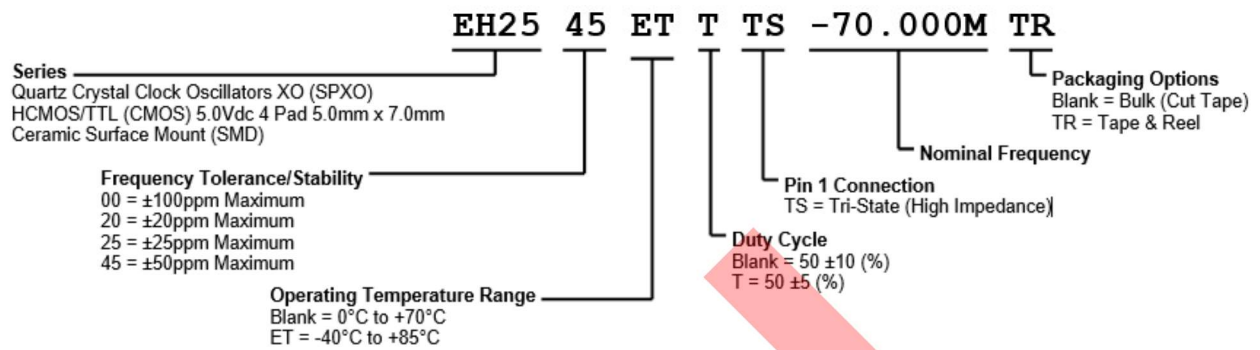 EH25 45 ET T TS -70.000M TR
Series
Quartz Crystal Clock Oscillators XO (SPXO)
HCMOS/TTL (CMOS) 5.0Vdc 4 Pad 5.0mm x 7.0mm
Ceramic Surface Mount (SMD)
Frequency Tolerance/Stability
00 = ±100ppm Maximum
20 = ±20ppm Maximum
25 = ±25ppm Maximum
45 = ±50ppm Maximum
Operating Temperature Range
Blank = 0°C to +70°C
ET = -40°C to +85°C
Duty Cycle
Blank = 50 ±10 (%)
T = 50 ±5 (%)
Pin 1 Connection
TS = Tri-State (High Impedance)
Nominal Frequency
Packaging Options
Blank = Bulk (Cut Tape)
TR = Tape & Reel